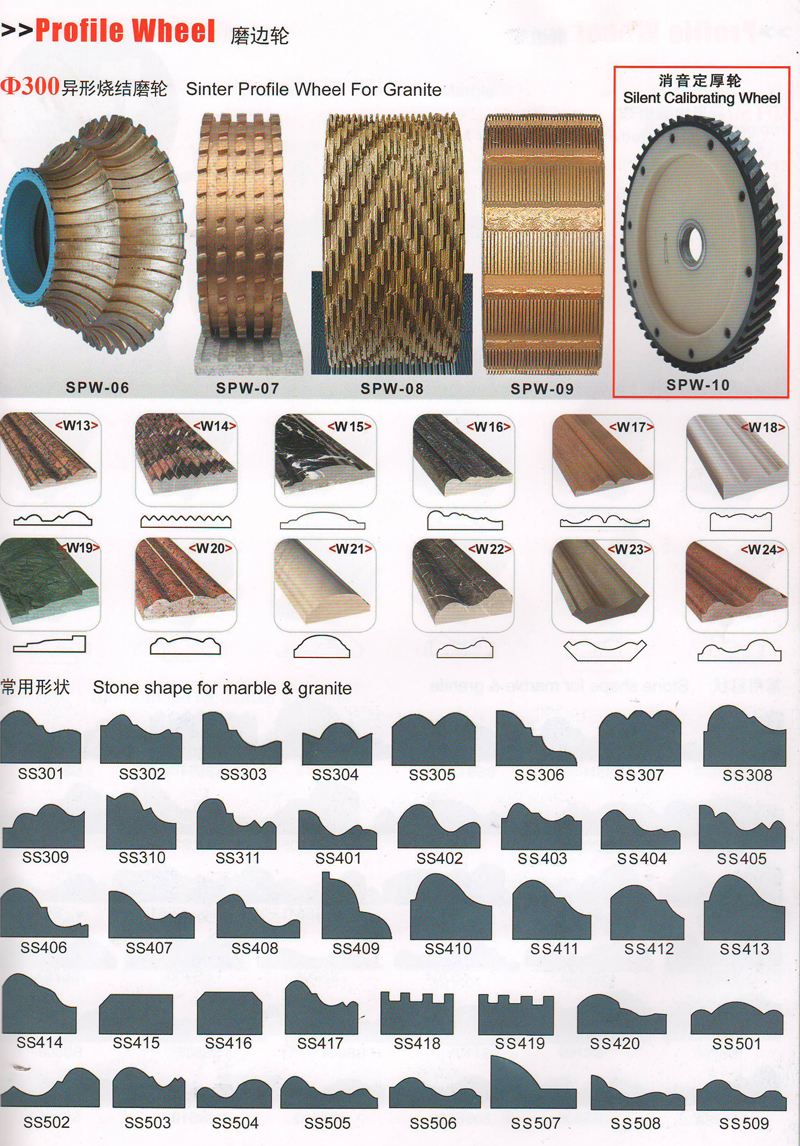 >>Profile Wheel 磨边轮
Φ300异形烧结磨轮 Sinter Profile Wheel For Granite
消音定厚轮
Silent Calibrating Wheel
SPW-06 SPW-07 SPW-08 SPW-09 SPW-10
<W13> <W14> <W15> <W16> <W17> <W18>
<W19> <W20> <W21> <W22> <W23> <W24>
常用形状 Stone shape for marble & granite
SS301 SS302 SS303 SS304 SS305 SS306 SS307 SS308
SS309 SS310 SS311 SS401 SS402 SS403 SS404 SS405
SS406 SS407 SS408 SS409 SS410 SS411 SS412 SS413
SS414 SS415 SS416 SS417 SS418 SS419 SS420 SS501
SS502 SS503 SS504 SS505 SS506 SS507 SS508 SS509